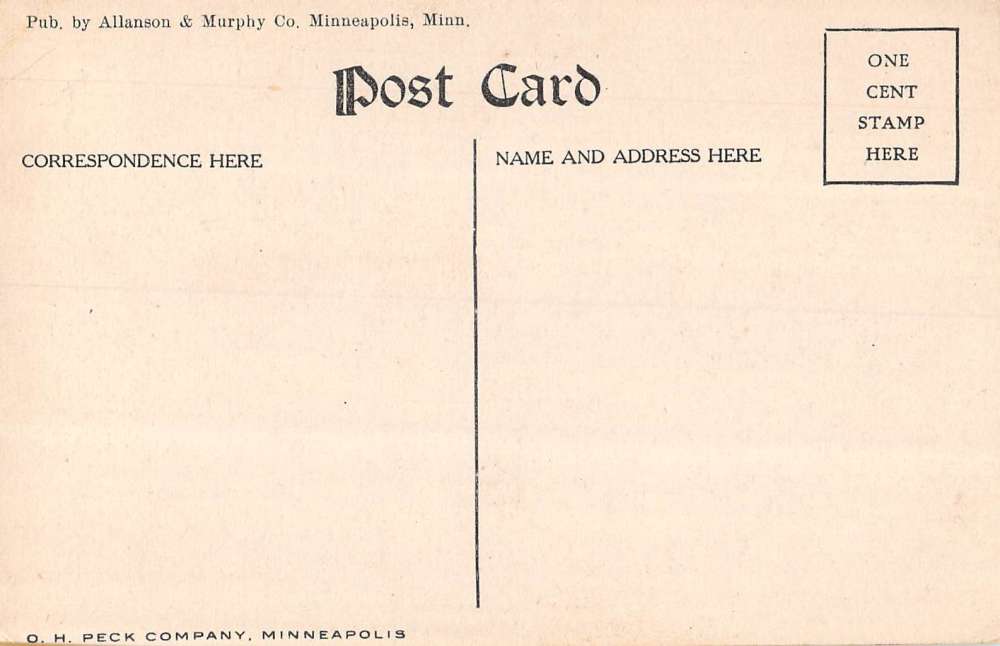 Pub. by Allanson & Murphy Co. Minneapolis, Minn.
Post Card
ONE
CENT
STAMP
HERE
CORRESPONDENCE HERE
NAME AND ADDRESS HERE
O. H. PECK COMPANY, MINNEAPOLIS